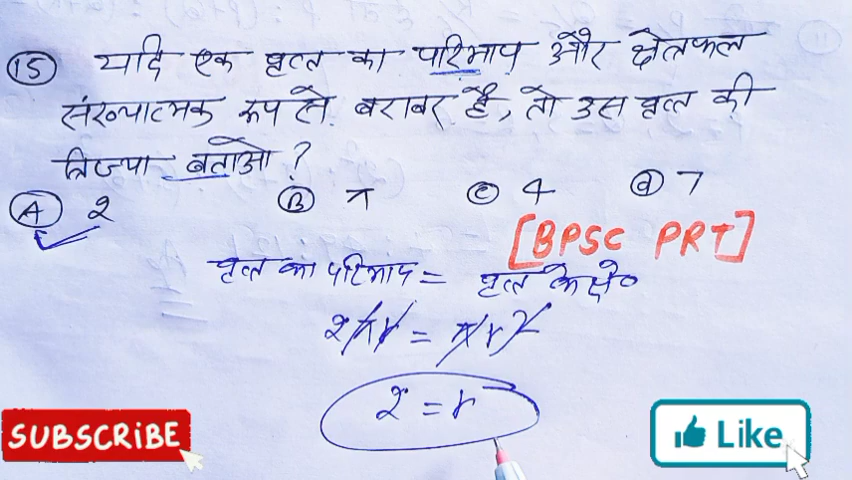 15 यदि एक वृत्त का परिमाप और क्षेत्रफल
संख्यात्मक रूप से बराबर है, तो उस वृत्त की
त्रिज्या बताओ ?
A 2 B π C 4 d 7
[BPSC PRT]
वृत्त का परिमाप = वृत्त के क्षे०
2πr = πr²
2 = r
SUBSCRIBE
Like